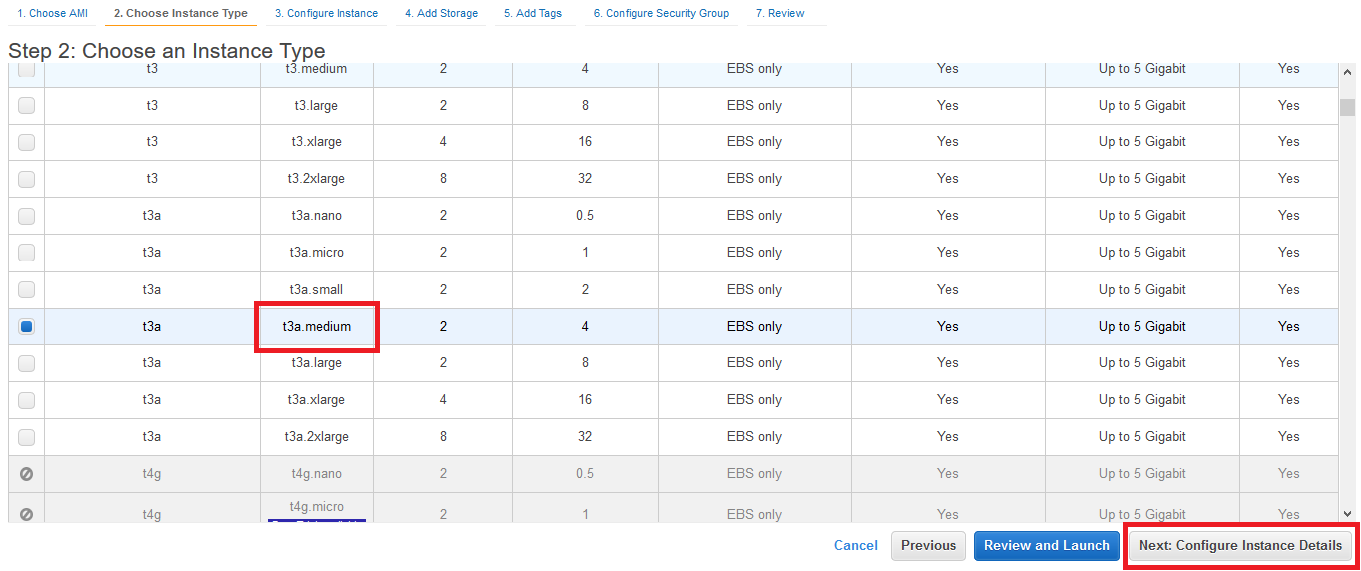 1. Choose AMI 2. Choose Instance Type 3. Configure Instance 4. Add Storage 5. Add Tags 6. Configure Security Group 7. Review
Step 2: Choose an Instance Type
t3 t3.medium 2 4 EBS only Yes Up to 5 Gigabit Yes
t3 t3.large 2 8 EBS only Yes Up to 5 Gigabit Yes
t3 t3.xlarge 4 16 EBS only Yes Up to 5 Gigabit Yes
t3 t3.2xlarge 8 32 EBS only Yes Up to 5 Gigabit Yes
t3a t3a.nano 2 0.5 EBS only Yes Up to 5 Gigabit Yes
t3a t3a.micro 2 1 EBS only Yes Up to 5 Gigabit Yes
t3a t3a.small 2 2 EBS only Yes Up to 5 Gigabit Yes
t3a t3a.medium 2 4 EBS only Yes Up to 5 Gigabit Yes
t3a t3a.large 2 8 EBS only Yes Up to 5 Gigabit Yes
t3a t3a.xlarge 4 16 EBS only Yes Up to 5 Gigabit Yes
t3a t3a.2xlarge 8 32 EBS only Yes Up to 5 Gigabit Yes
t4g t4g.nano 2 0.5 EBS only Yes Up to 5 Gigabit Yes
t4g t4g.micro 2 1 EBS only Yes Up to 5 Gigabit Yes
Cancel Previous Review and Launch Next: Configure Instance Details